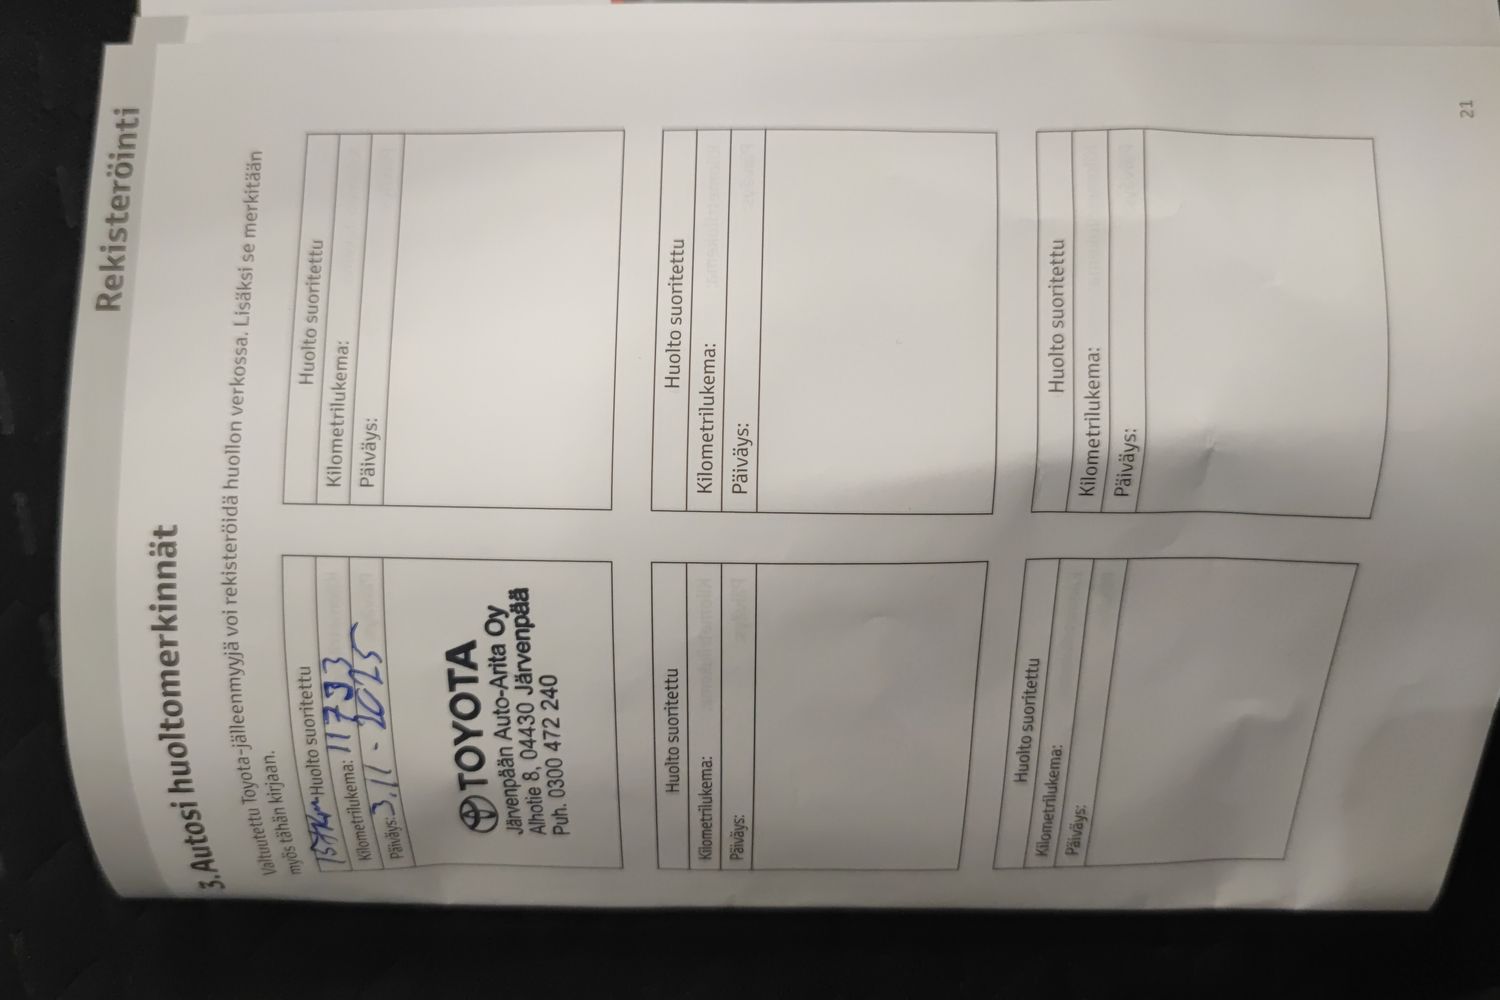 Rekisteröinti
3. Autosi huoltomerkinnät
Valtuutettu Toyota-jälleenmyyjä voi rekisteröidä huollon verkossa. Lisäksi se merkitään
myös tähän kirjaan.
Huolto suoritettu
Kilometrilukema: 11733
Päiväys: 3.11 - 2025
TOYOTA
Järvenpään Auto-Arita Oy
Alhotie 8, 04430 Järvenpää
Puh. 0300 472 240
Huolto suoritettu
Kilometrilukema:
Päiväys:
Huolto suoritettu
Kilometrilukema:
Päiväys:
Huolto suoritettu
Kilometrilukema:
Päiväys:
Huolto suoritettu
Kilometrilukema:
Päiväys:
Huolto suoritettu
Kilometrilukema:
Päiväys:
21